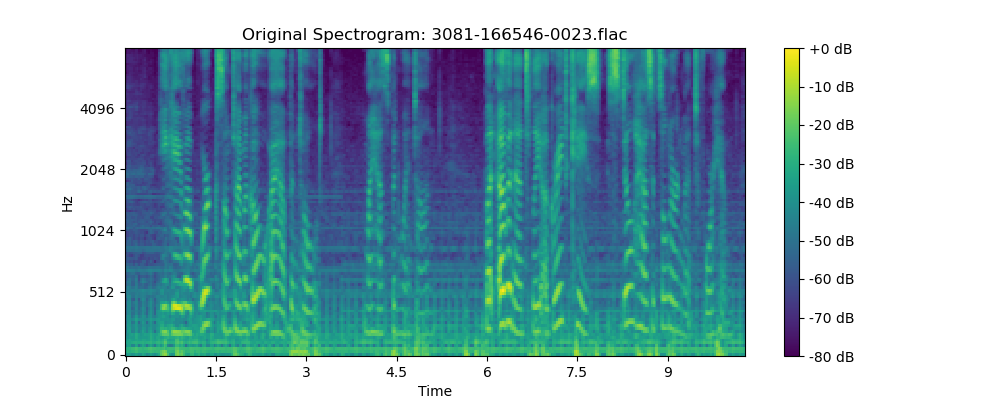 Original Spectrogram: 3081-166546-0023.flac
Hz
4096
2048
1024
512
0
0 1.5 3 4.5 6 7.5 9
Time
+0 dB
-10 dB
-20 dB
-30 dB
-40 dB
-50 dB
-60 dB
-70 dB
-80 dB